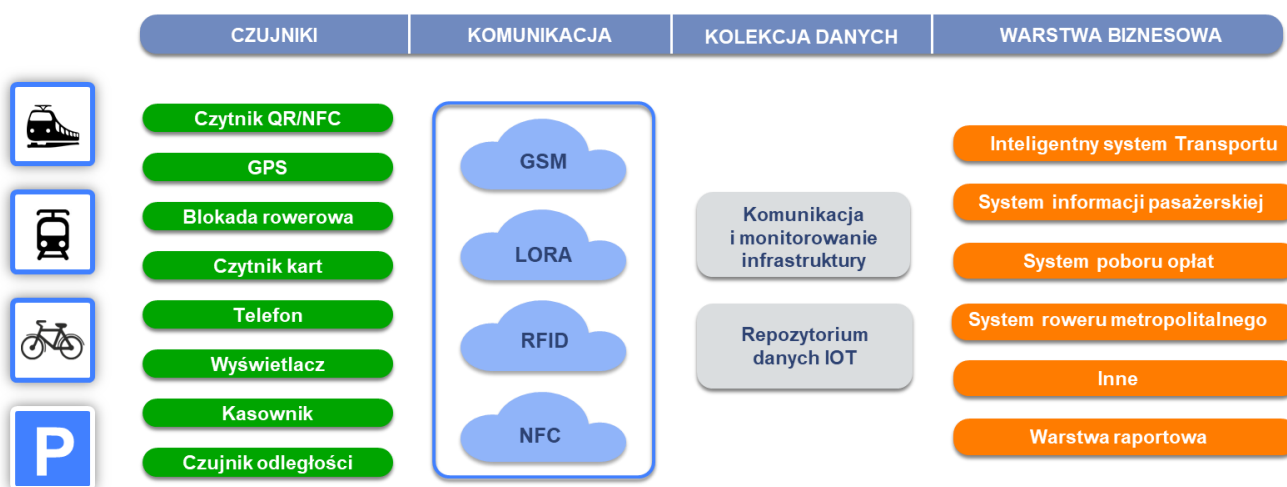 CZUJNIKI
KOMUNIKACJA
KOLEKCJA DANYCH
WARSTWA BIZNESOWA
Czytnik QR/NFC
GPS
Blokada rowerowa
Czytnik kart
Telefon
Wyświetlacz
Kasownik
Czujnik odległości
GSM
LORA
RFID
NFC
Komunikacja
i monitorowanie
infrastruktury
Repozytorium
danych IOT
Inteligentny system Transportu
System informacji pasażerskiej
System poboru opłat
System roweru metropolitalnego
Inne
Warstwa raportowa
P